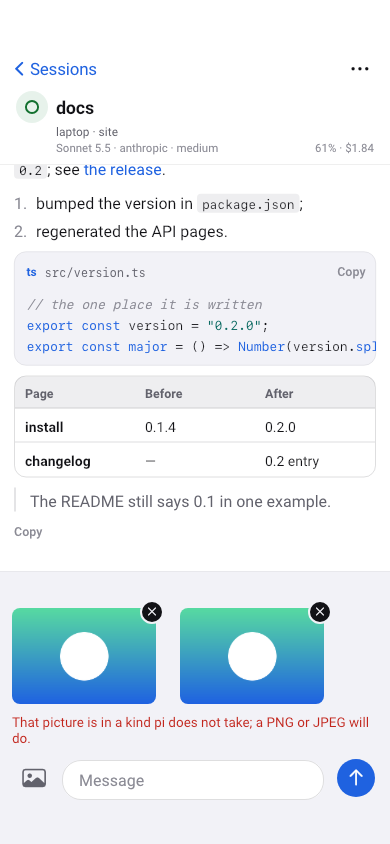 Sessions
docs
laptop · site
Sonnet 5.5 · anthropic · medium 61% · $1.84
0.2; see the release.
1. bumped the version in package.json;
2. regenerated the API pages.
ts src/version.ts Copy
// the one place it is written
export const version = "0.2.0";
export const major = () => Number(version.spl
Page Before After
install 0.1.4 0.2.0
changelog — 0.2 entry
The README still says 0.1 in one example.
Copy
That picture is in a kind pi does not take; a PNG or JPEG will
do.
Message